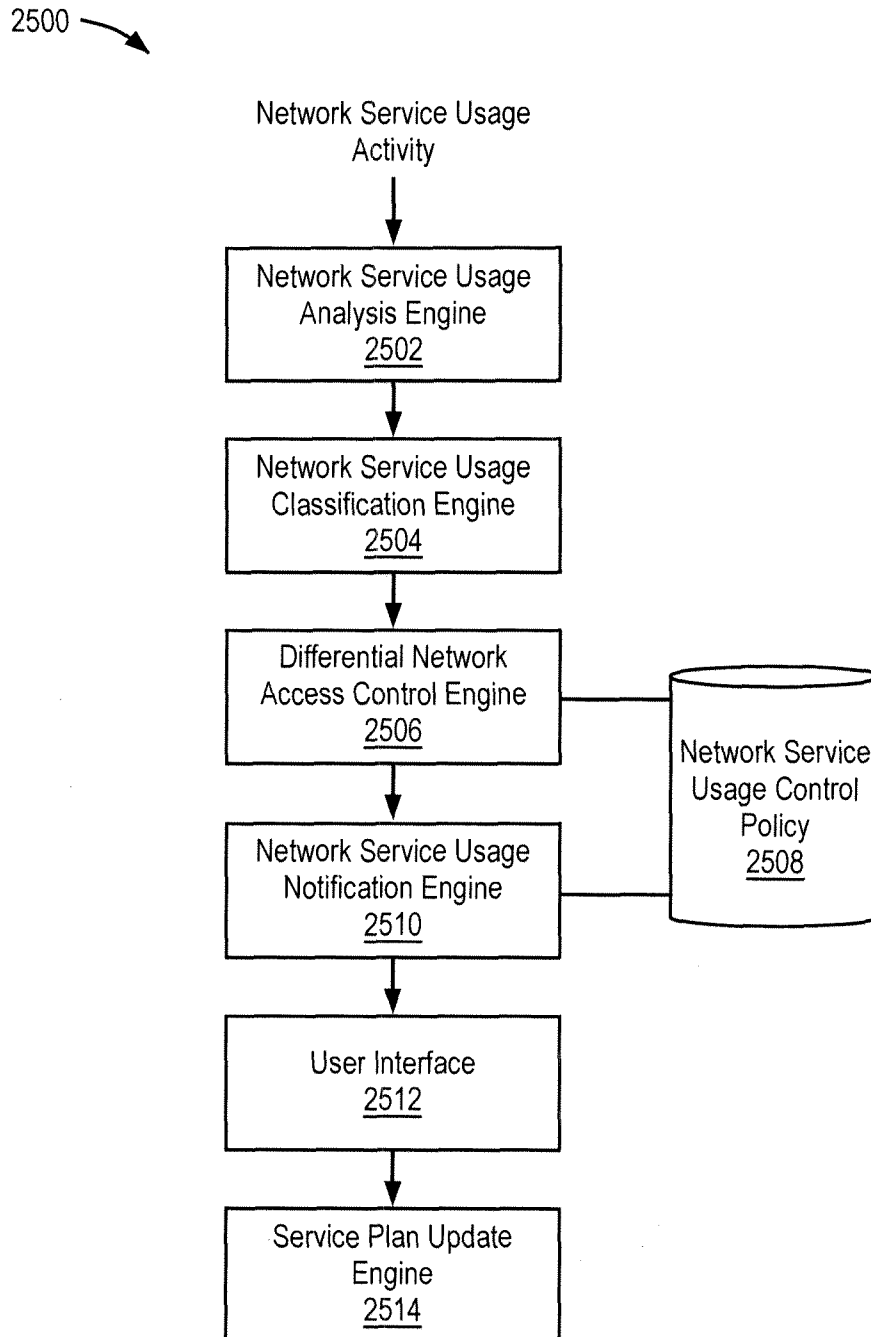 2500
Network Service Usage
Activity
Network Service Usage
Analysis Engine
2502
Network Service Usage
Classification Engine
2504
Differential Network
Access Control Engine
2506
Network Service
Usage Control
Policy
2508
Network Service Usage
Notification Engine
2510
User Interface
2512
Service Plan Update
Engine
2514